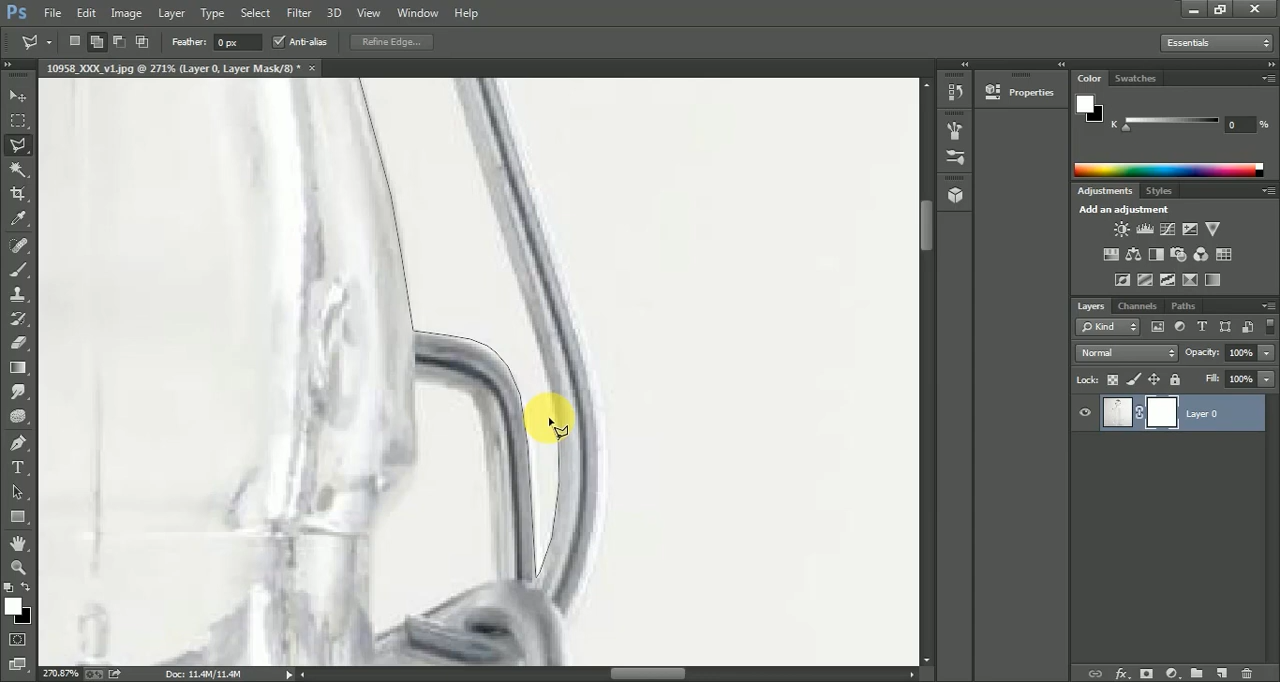 Ps File Edit Image Layer Type Select Filter 3D View Window Help
Feather: 0 px Anti-alias Refine Edge... Essentials
10958_XXX_v1.jpg @ 271% (Layer 0, Layer Mask/8) *
Properties
Color Swatches
K 0 %
Adjustments Styles
Add an adjustment
Layers Channels Paths
Kind
Normal Opacity: 100%
Lock: Fill: 100%
Layer 0
270.87% Doc: 11.4M/11.4M